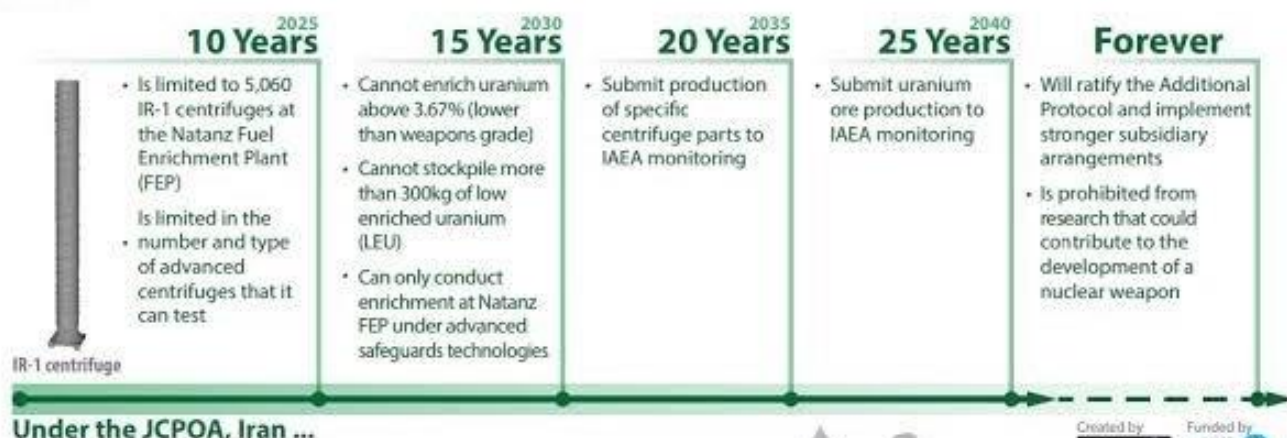 2025
10 Years
• Is limited to 5,060
IR-1 centrifuges at
the Natanz Fuel
Enrichment Plant
(FEP)
Is limited in the
• number and type
of advanced
centrifuges that it
can test
IR-1 centrifuge
2030
15 Years
• Cannot enrich uranium
above 3.67% (lower
than weapons grade)
• Cannot stockpile more
than 300kg of low
enriched uranium
(LEU)
• Can only conduct
enrichment at Natanz
FEP under advanced
safeguards technologies
2035
20 Years
• Submit production
of specific
centrifuge parts to
IAEA monitoring
2040
25 Years
• Submit uranium
ore production to
IAEA monitoring
Forever
• Will ratify the Additional
Protocol and implement
stronger subsidiary
arrangements
• Is prohibited from
research that could
contribute to the
development of a
nuclear weapon
Under the JCPOA, Iran ...
Created by
Funded by